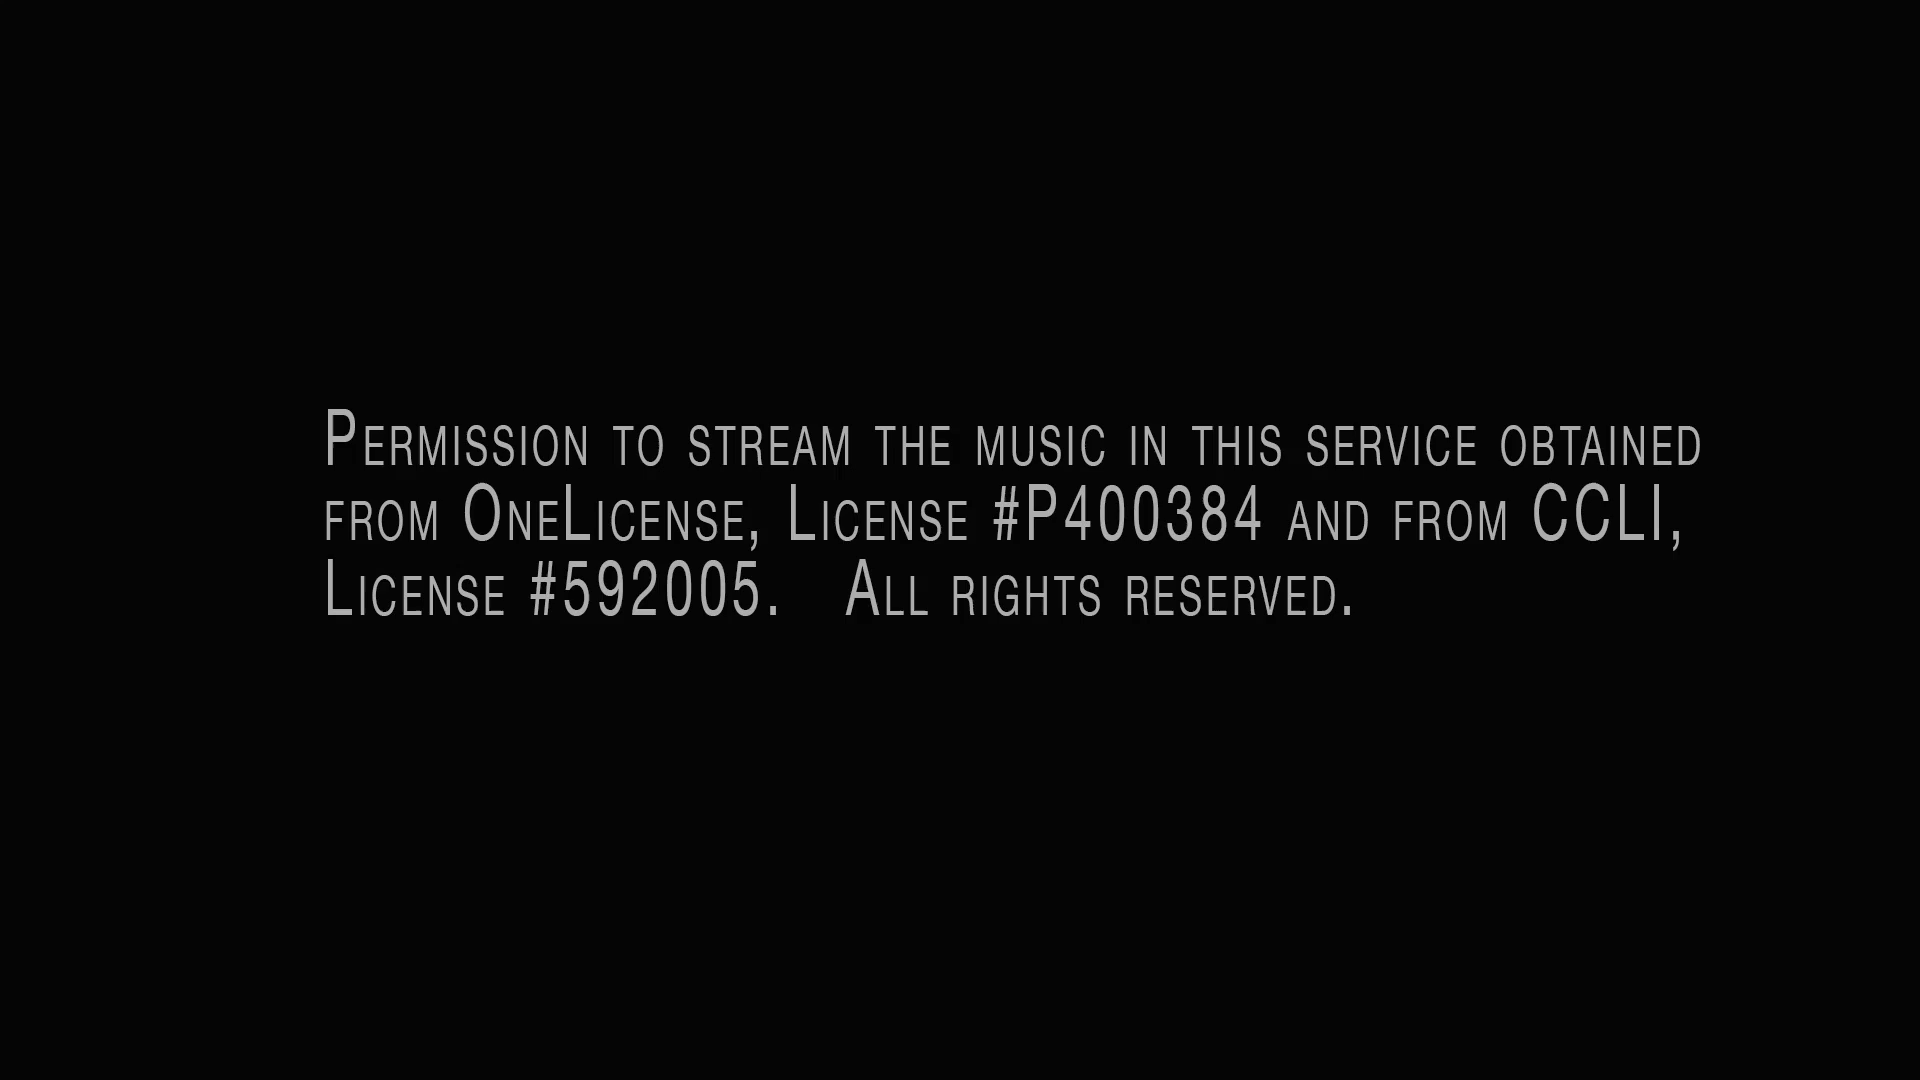 Permission to stream the music in this service obtained
from OneLicense, License #P400384 and from CCLI,
License #592005.   All rights reserved.